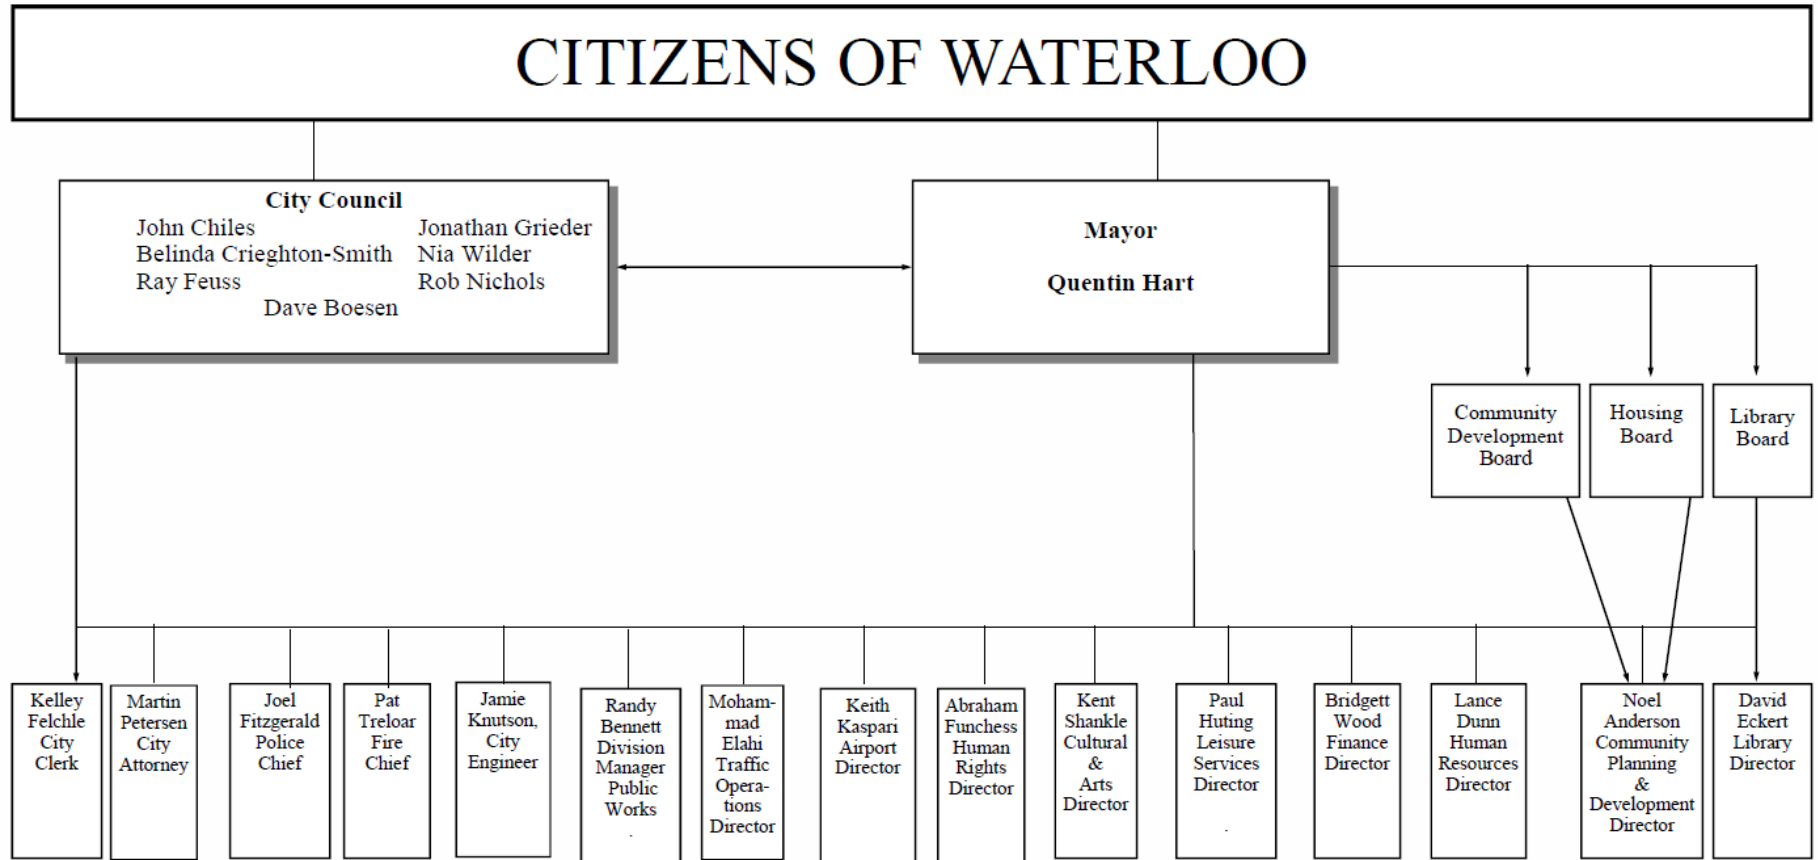 CITIZENS OF WATERLOO
City Council
John Chiles
Jonathan Grieder
Belinda Crieghton-Smith
Nia Wilder
Ray Feuss
Rob Nichols
Dave Boesen
Mayor
Quentin Hart
Community
Development
Board
Housing
Board
Library
Board
Kelley
Felchle
City
Clerk
Martin
Petersen
City
Attorney
Joel
Fitzgerald
Police
Chief
Pat
Treloar
Fire
Chief
Jamie
Knutson,
City
Engineer
Randy
Bennett
Division
Manager
Public
Works
.
Moham-
mad
Elahi
Traffic
Opera-
tions
Director
Keith
Kaspari
Airport
Director
Abraham
Funchess
Human
Rights
Director
Kent
Shankle
Cultural
&
Arts
Director
Paul
Huting
Leisure
Services
Director
.
Bridgett
Wood
Finance
Director
Lance
Dunn
Human
Resources
Director
Noel
Anderson
Community
Planning
&
Development
Director
David
Eckert
Library
Director